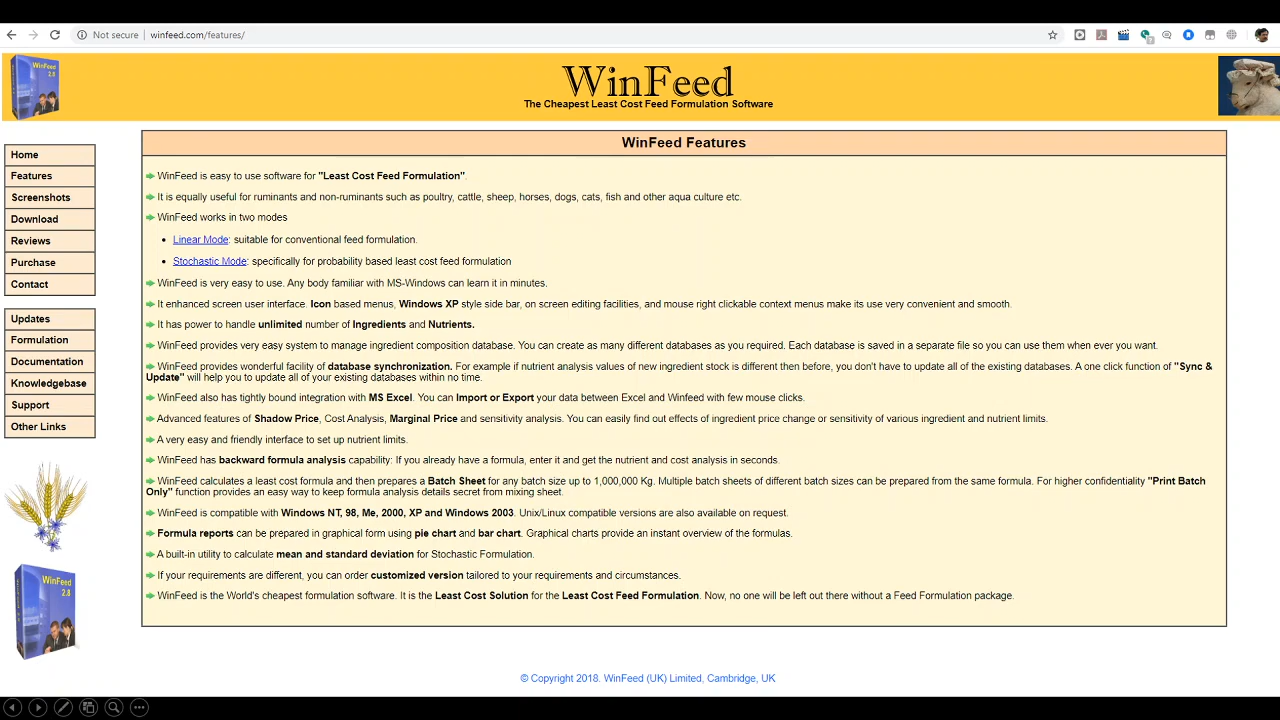 Not secure | winfeed.com/features/
WinFeed
2.8
WinFeed
The Cheapest Least Cost Feed Formulation Software
Home
Features
Screenshots
Download
Reviews
Purchase
Contact
Updates
Formulation
Documentation
Knowledgebase
Support
Other Links
WinFeed
2.8
WinFeed Features
WinFeed is easy to use software for "Least Cost Feed Formulation".
It is equally useful for ruminants and non-ruminants such as poultry, cattle, sheep, horses, dogs, cats, fish and other aqua culture etc.
WinFeed works in two modes
• Linear Mode: suitable for conventional feed formulation.
• Stochastic Mode: specifically for probability based least cost feed formulation
WinFeed is very easy to use. Any body familiar with MS-Windows can learn it in minutes.
It enhanced screen user interface. Icon based menus, Windows XP style side bar, on screen editing facilities, and mouse right clickable context menus make its use very convenient and smooth.
It has power to handle unlimited number of Ingredients and Nutrients.
WinFeed provides very easy system to manage ingredient composition database. You can create as many different databases as you required. Each database is saved in a separate file so you can use them when ever you want.
WinFeed provides wonderful facility of database synchronization. For example if nutrient analysis values of new ingredient stock is different then before, you don't have to update all of the existing databases. A one click function of "Sync &
Update" will help you to update all of your existing databases within no time.
WinFeed also has tightly bound integration with MS Excel. You can Import or Export your data between Excel and Winfeed with few mouse clicks.
Advanced features of Shadow Price, Cost Analysis, Marginal Price and sensitivity analysis. You can easily find out effects of ingredient price change or sensitivity of various ingredient and nutrient limits.
A very easy and friendly interface to set up nutrient limits.
WinFeed has backward formula analysis capability: If you already have a formula, enter it and get the nutrient and cost analysis in seconds.
WinFeed calculates a least cost formula and then prepares a Batch Sheet for any batch size up to 1,000,000 Kg. Multiple batch sheets of different batch sizes can be prepared from the same formula. For higher confidentiality "Print Batch
Only" function provides an easy way to keep formula analysis details secret from mixing sheet.
WinFeed is compatible with Windows NT, 98, Me, 2000, XP and Windows 2003. Unix/Linux compatible versions are also available on request.
Formula reports can be prepared in graphical form using pie chart and bar chart. Graphical charts provide an instant overview of the formulas.
A built-in utility to calculate mean and standard deviation for Stochastic Formulation.
If your requirements are different, you can order customized version tailored to your requirements and circumstances.
WinFeed is the World's cheapest formulation software. It is the Least Cost Solution for the Least Cost Feed Formulation. Now, no one will be left out there without a Feed Formulation package.
© Copyright 2018. WinFeed (UK) Limited, Cambridge, UK